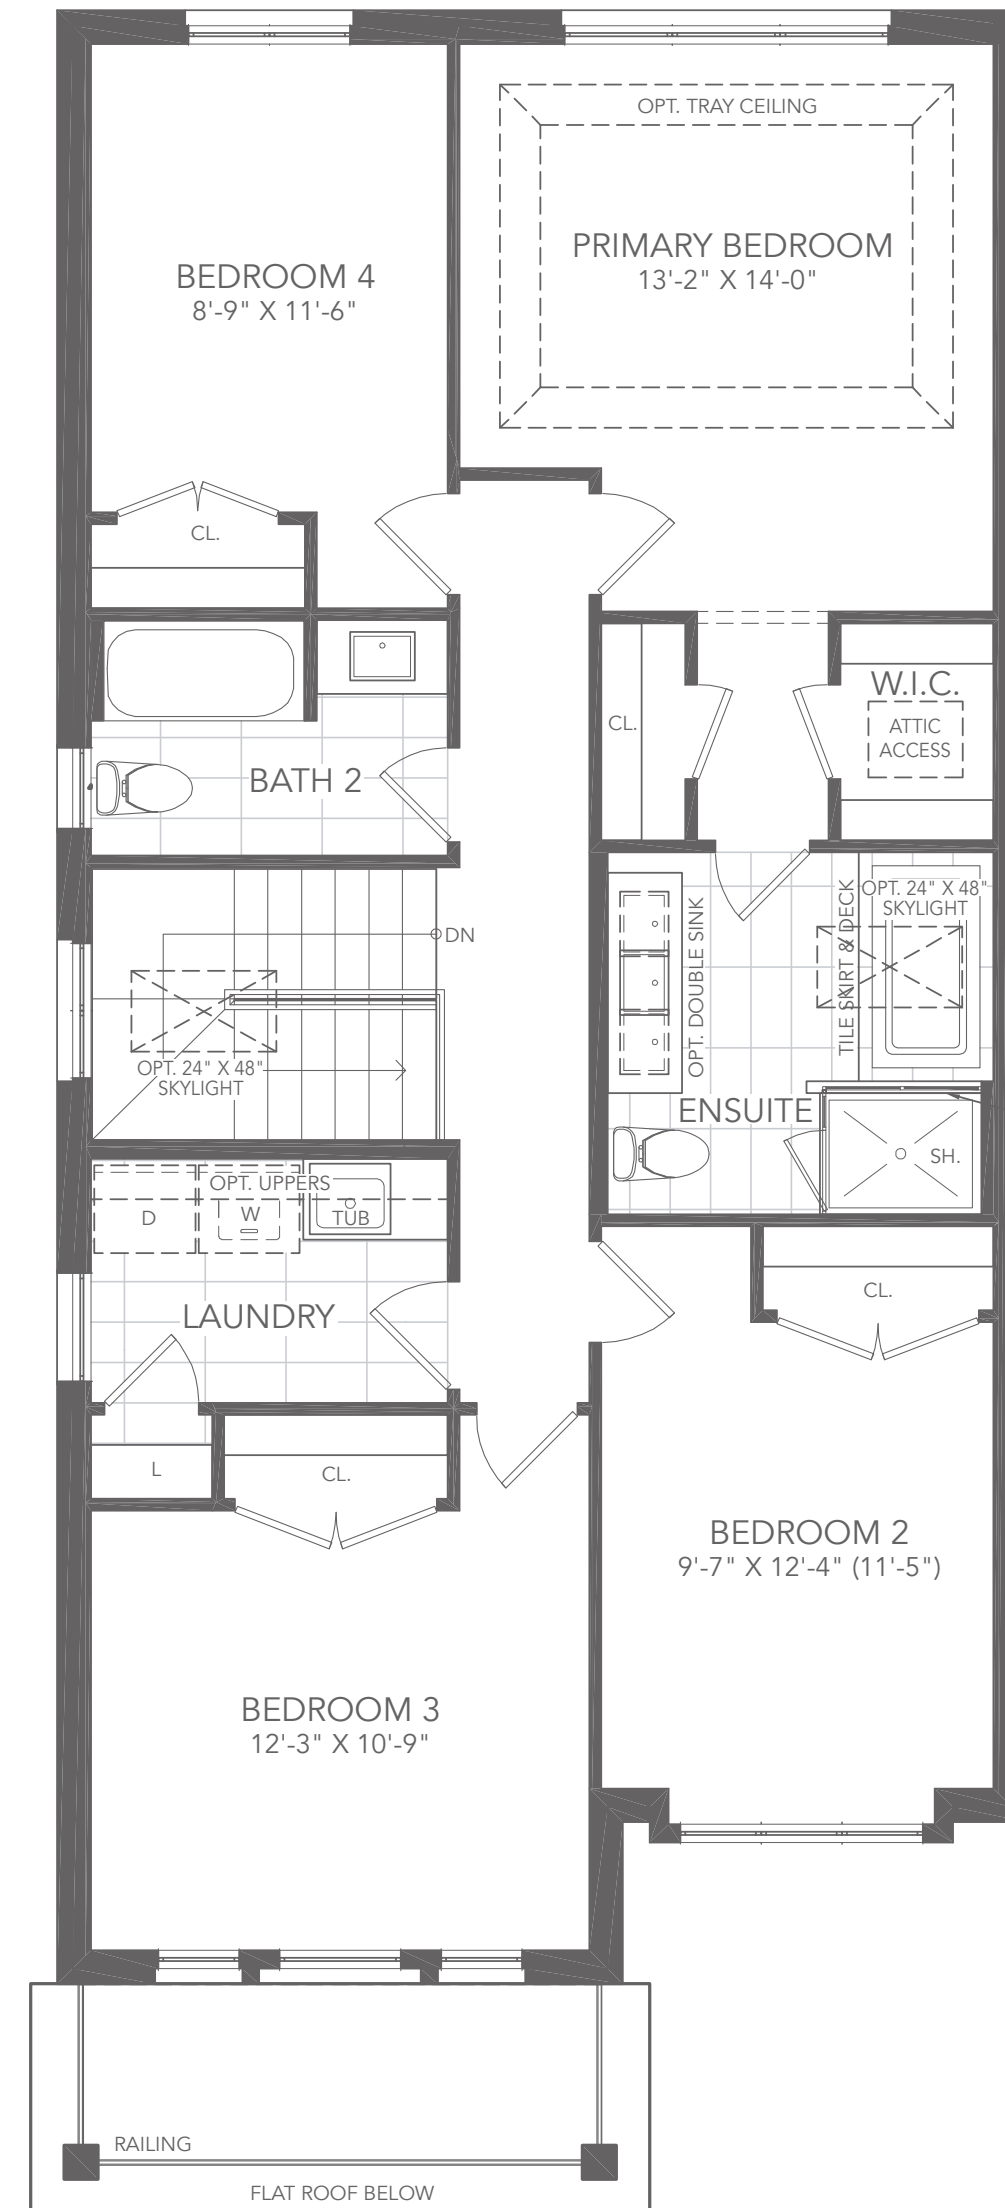 OPT. TRAY CEILING
PRIMARY BEDROOM
13'-2" X 14'-0"
BEDROOM 4
8'-9" X 11'-6"
CL.
W.I.C.
CL.
ATTIC
ACCESS
BATH 2
OPT. 24" X 48"
SKYLIGHT
TILE SKIRT & DECK
OPT. DOUBLE SINK
DN
OPT. 24" X 48"
SKYLIGHT
ENSUITE
SH.
OPT. UPPERS
D
W
TUB
LAUNDRY
CL.
L
CL.
BEDROOM 2
9'-7" X 12'-4" (11'-5")
BEDROOM 3
12'-3" X 10'-9"
RAILING
FLAT ROOF BELOW